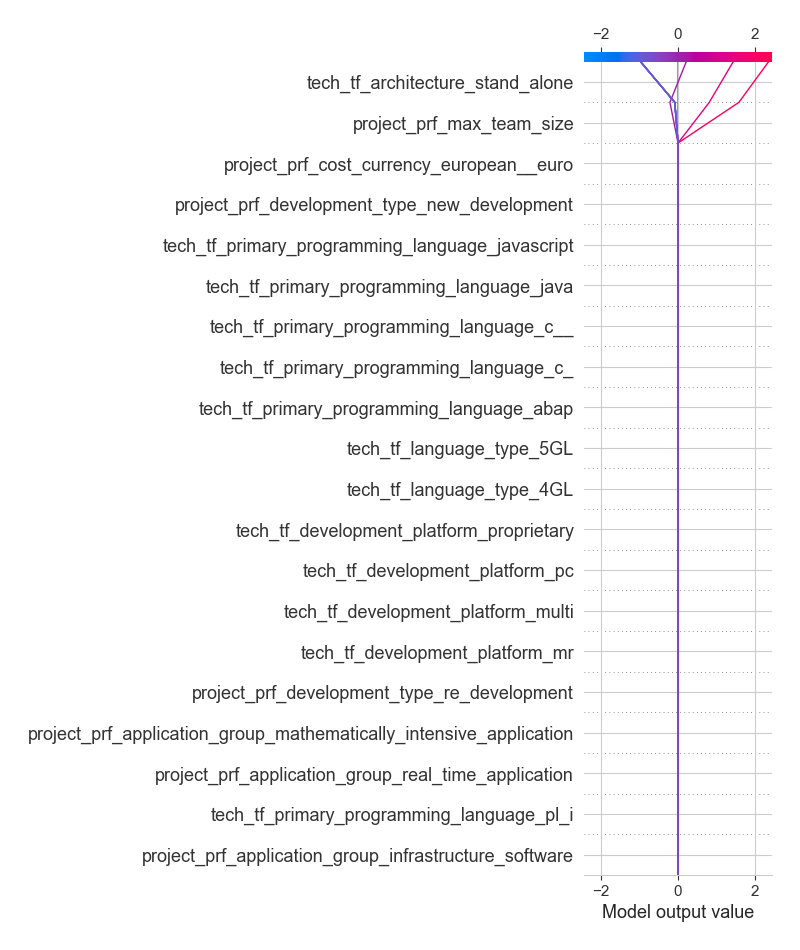 −2 0 2
tech_tf_architecture_stand_alone
project_prf_max_team_size
project_prf_cost_currency_european__euro
project_prf_development_type_new_development
tech_tf_primary_programming_language_javascript
tech_tf_primary_programming_language_java
tech_tf_primary_programming_language_c__
tech_tf_primary_programming_language_c_
tech_tf_primary_programming_language_abap
tech_tf_language_type_5GL
tech_tf_language_type_4GL
tech_tf_development_platform_proprietary
tech_tf_development_platform_pc
tech_tf_development_platform_multi
tech_tf_development_platform_mr
project_prf_development_type_re_development
project_prf_application_group_mathematically_intensive_application
project_prf_application_group_real_time_application
tech_tf_primary_programming_language_pl_i
project_prf_application_group_infrastructure_software
−2 0 2
Model output value